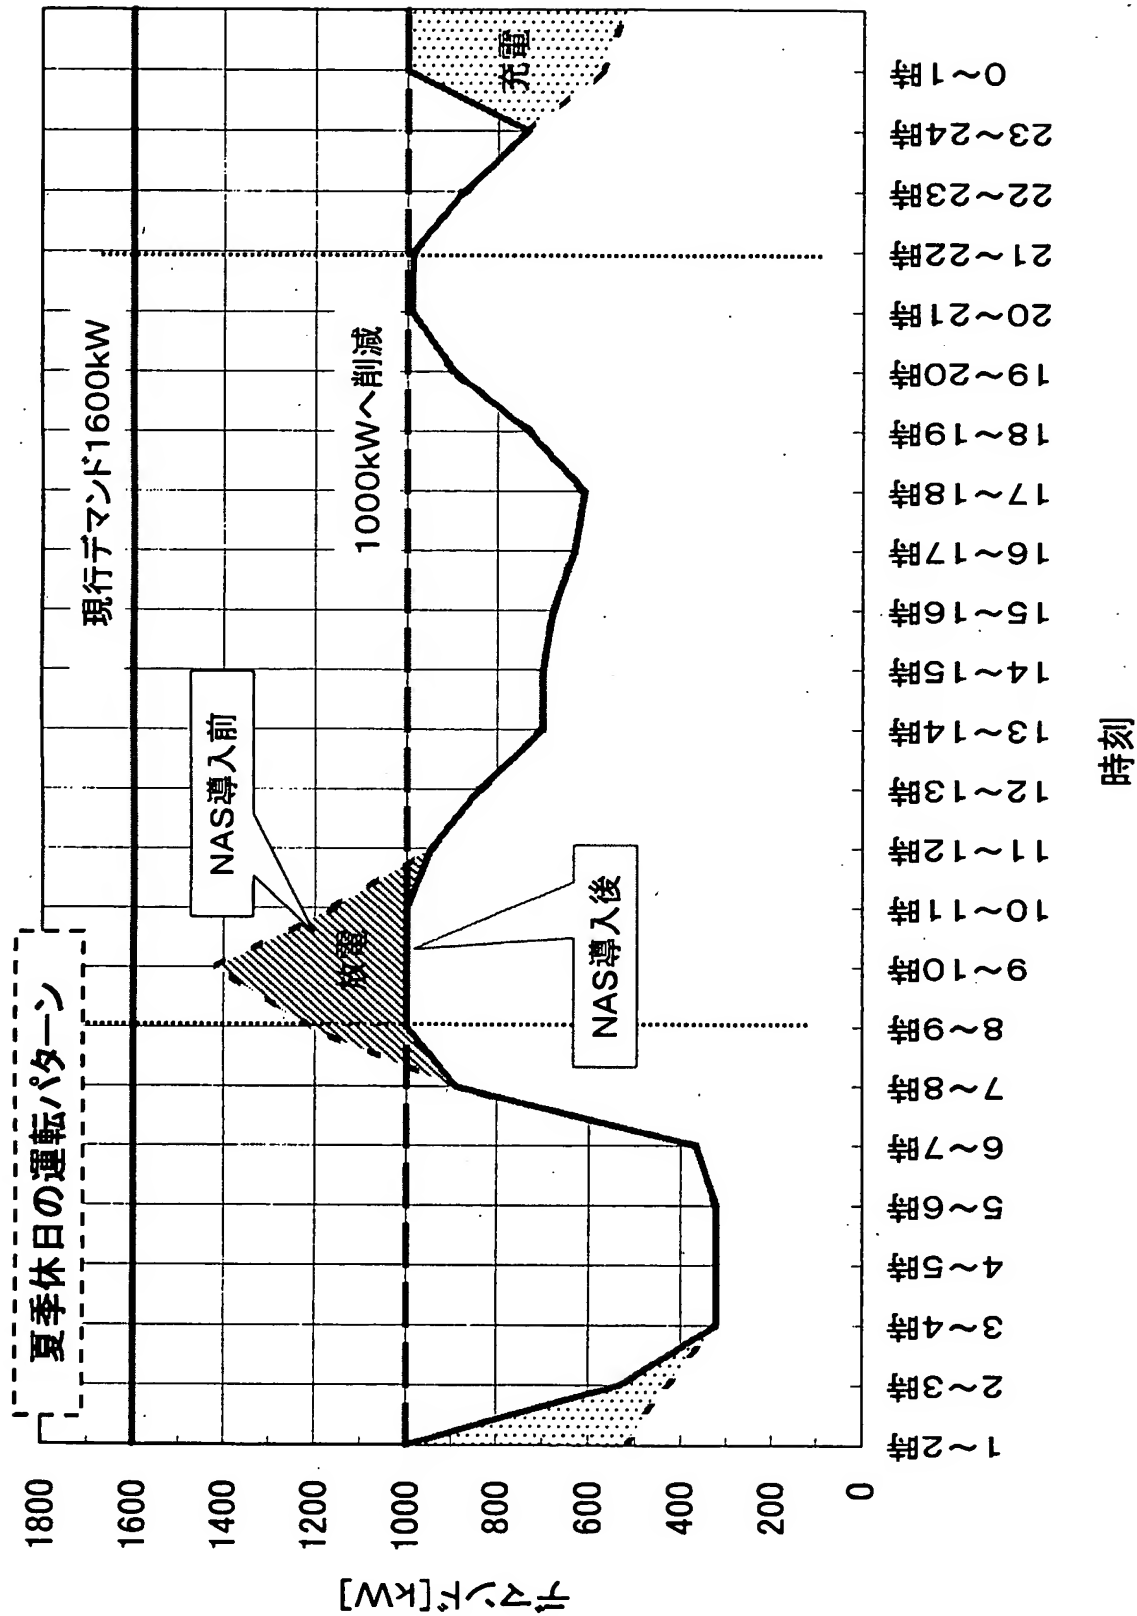 夏季休日の運転パターン
現行デマンド1600kW
1000kWへ削減
NAS導入前
NAS導入後
放電
充電
デマンド[kW]
1800
1600
1400
1200
1000
800
600
400
200
0
1～2時
2～3時
3～4時
4～5時
5～6時
6～7時
7～8時
8～9時
9～10時
10～11時
11～12時
12～13時
13～14時
14～15時
15～16時
16～17時
17～18時
18～19時
19～20時
20～21時
21～22時
22～23時
23～24時
0～1時
時刻